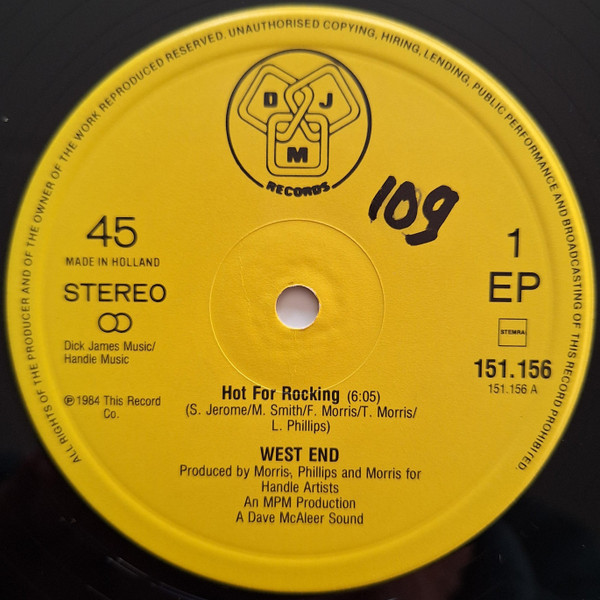 ALL RIGHTS OF THE PRODUCER AND OF THE OWNER OF THE WORK REPRODUCED RESERVED. UNAUTHORISED COPYING, HIRING, LENDING, PUBLIC PERFORMANCE AND BROADCASTING OF THIS RECORD PROHIBITED.
D J
M
RECORDS
109
45
MADE IN HOLLAND
STEREO
Dick James Music/
Handle Music
℗1984 This Record
Co.
1
EP
STEMRA
151.156
151.156 A
Hot For Rocking (6:05)
(S. Jerome/M. Smith/F. Morris/T. Morris/
L. Phillips)
WEST END
Produced by Morris, Phillips and Morris for
Handle Artists
An MPM Production
A Dave McAleer Sound